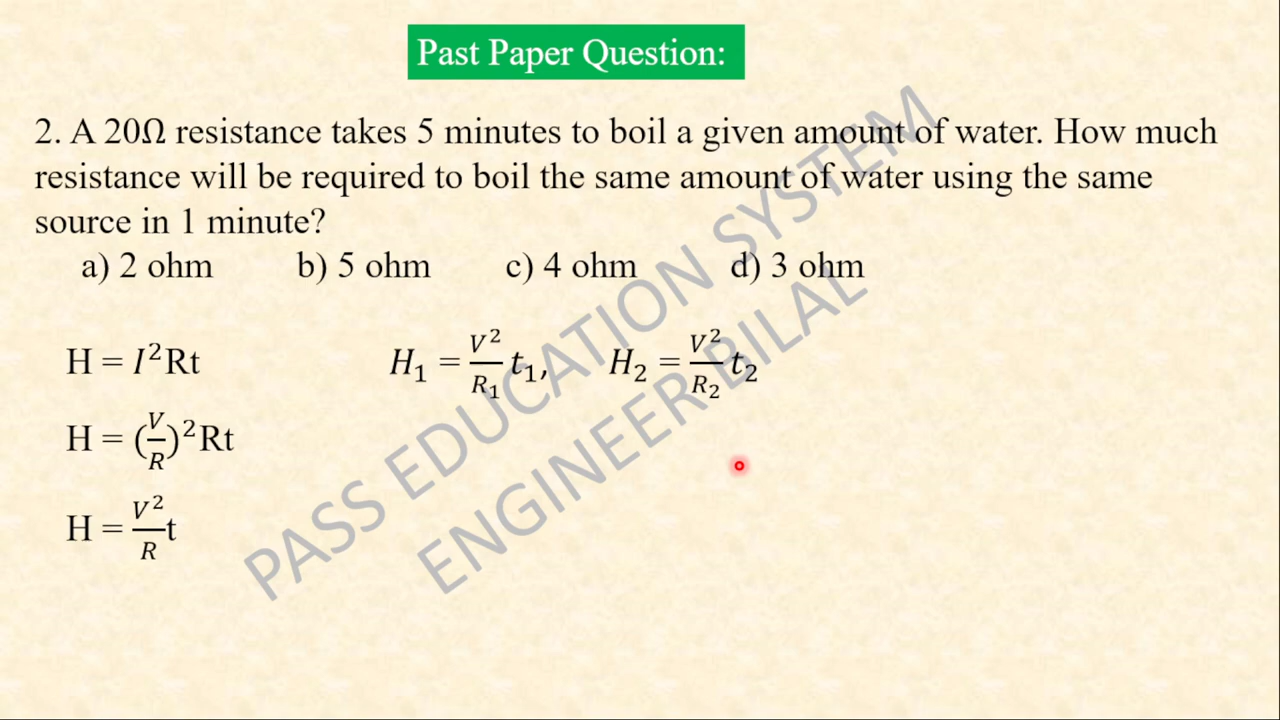 Past Paper Question:
2. A 20Ω resistance takes 5 minutes to boil a given amount of water. How much
resistance will be required to boil the same amount of water using the same
source in 1 minute?
a) 2 ohm b) 5 ohm c) 4 ohm d) 3 ohm
H = I²Rt H₁ = V²/R₁ t₁, H₂ = V²/R₂ t₂
H = (V/R)²Rt
H = V²/R t
PASS EDUCATION SYSTEM
ENGINEER BILAL